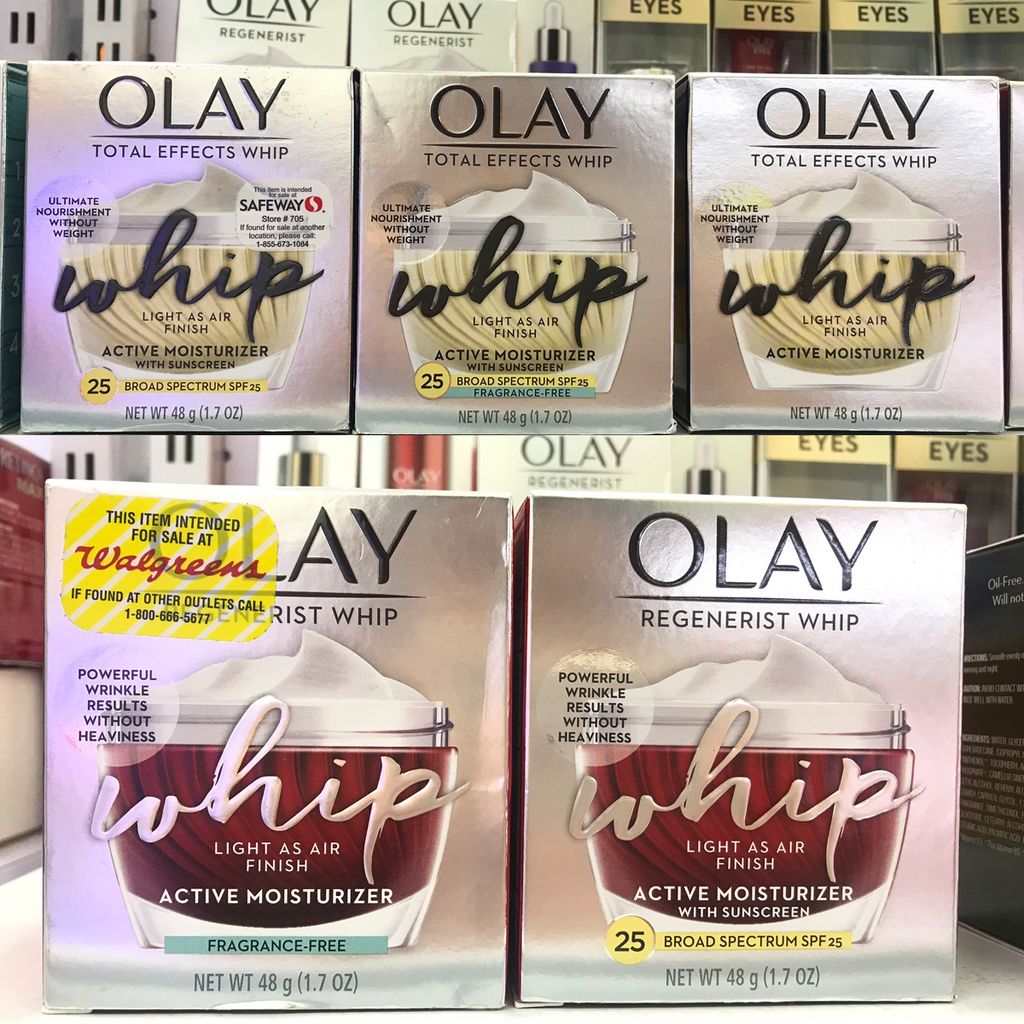 OLAY
REGENERIST
OLAY
REGENERIST
EYES
EYES
EYES
EYES
OLAY
TOTAL EFFECTS WHIP
ULTIMATE
NOURISHMENT
WITHOUT
WEIGHT
This item is intended
for sale at
SAFEWAY
Store # 705
If found for sale at another
location, please call:
1-855-673-1084
whip
LIGHT AS AIR
FINISH
ACTIVE MOISTURIZER
WITH SUNSCREEN
25 BROAD SPECTRUM SPF 25
NET WT 48 g (1.7 OZ)
OLAY
TOTAL EFFECTS WHIP
ULTIMATE
NOURISHMENT
WITHOUT
WEIGHT
whip
LIGHT AS AIR
FINISH
ACTIVE MOISTURIZER
WITH SUNSCREEN
25 BROAD SPECTRUM SPF 25
FRAGRANCE-FREE
NET WT 48 g (1.7 OZ)
OLAY
TOTAL EFFECTS WHIP
ULTIMATE
NOURISHMENT
WITHOUT
WEIGHT
whip
LIGHT AS AIR
FINISH
ACTIVE MOISTURIZER
NET WT 48 g (1.7 OZ)
OLAY
OLAY
REGENERIST
EYES
EYES
THIS ITEM INTENDED
FOR SALE AT
Walgreens
IF FOUND AT OTHER OUTLETS CALL
1-800-666-5677
OLAY
REGENERIST WHIP
POWERFUL
WRINKLE
RESULTS
WITHOUT
HEAVINESS
whip
LIGHT AS AIR
FINISH
ACTIVE MOISTURIZER
FRAGRANCE-FREE
NET WT 48 g (1.7 OZ)
OLAY
REGENERIST WHIP
POWERFUL
WRINKLE
RESULTS
WITHOUT
HEAVINESS
whip
LIGHT AS AIR
FINISH
ACTIVE MOISTURIZER
WITH SUNSCREEN
25 BROAD SPECTRUM SPF 25
NET WT 48 g (1.7 OZ)
Oil-Free.
Will not